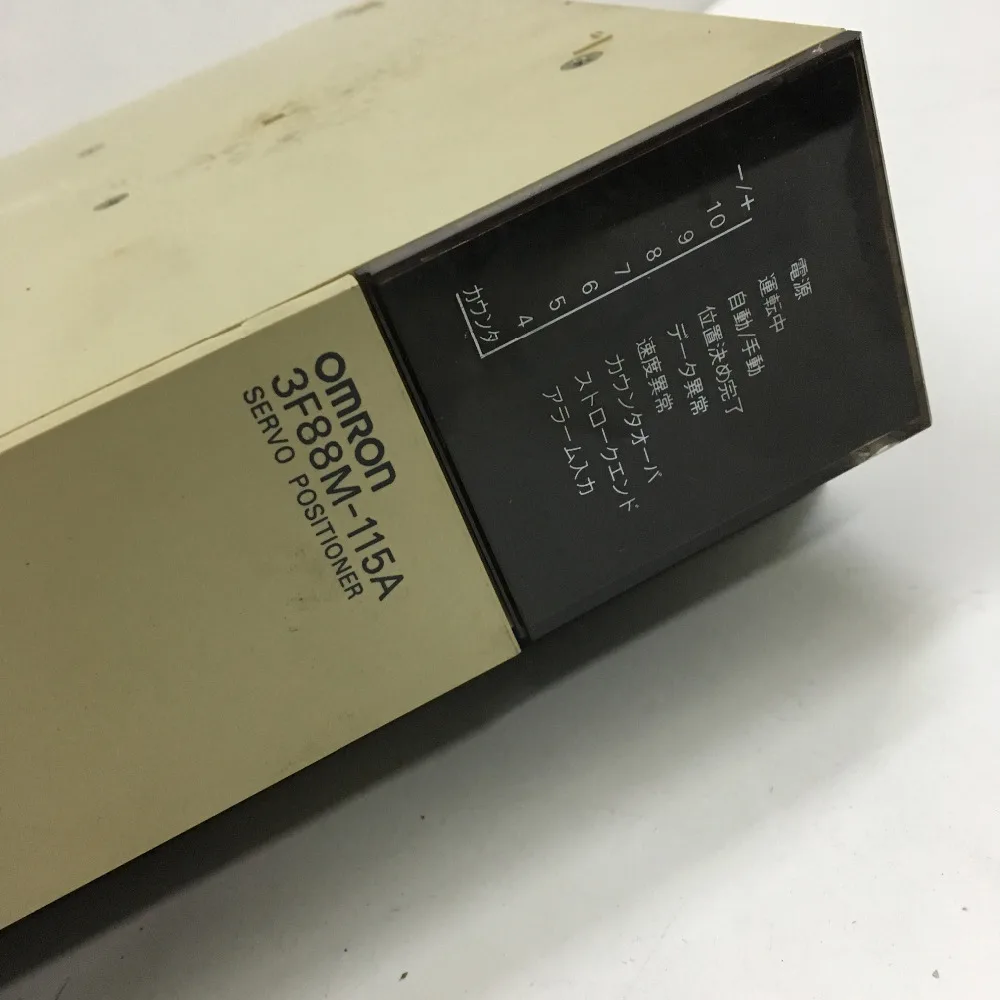 omron
3F88M-115A
SERVO POSITIONER
電源
運転中
自動/手動
位置決め完了
データ異常
速度異常
カウンタオーバ
ストロークエンド
アラーム入力
−/+
10
9
8
7
6
5
4
カウンタ